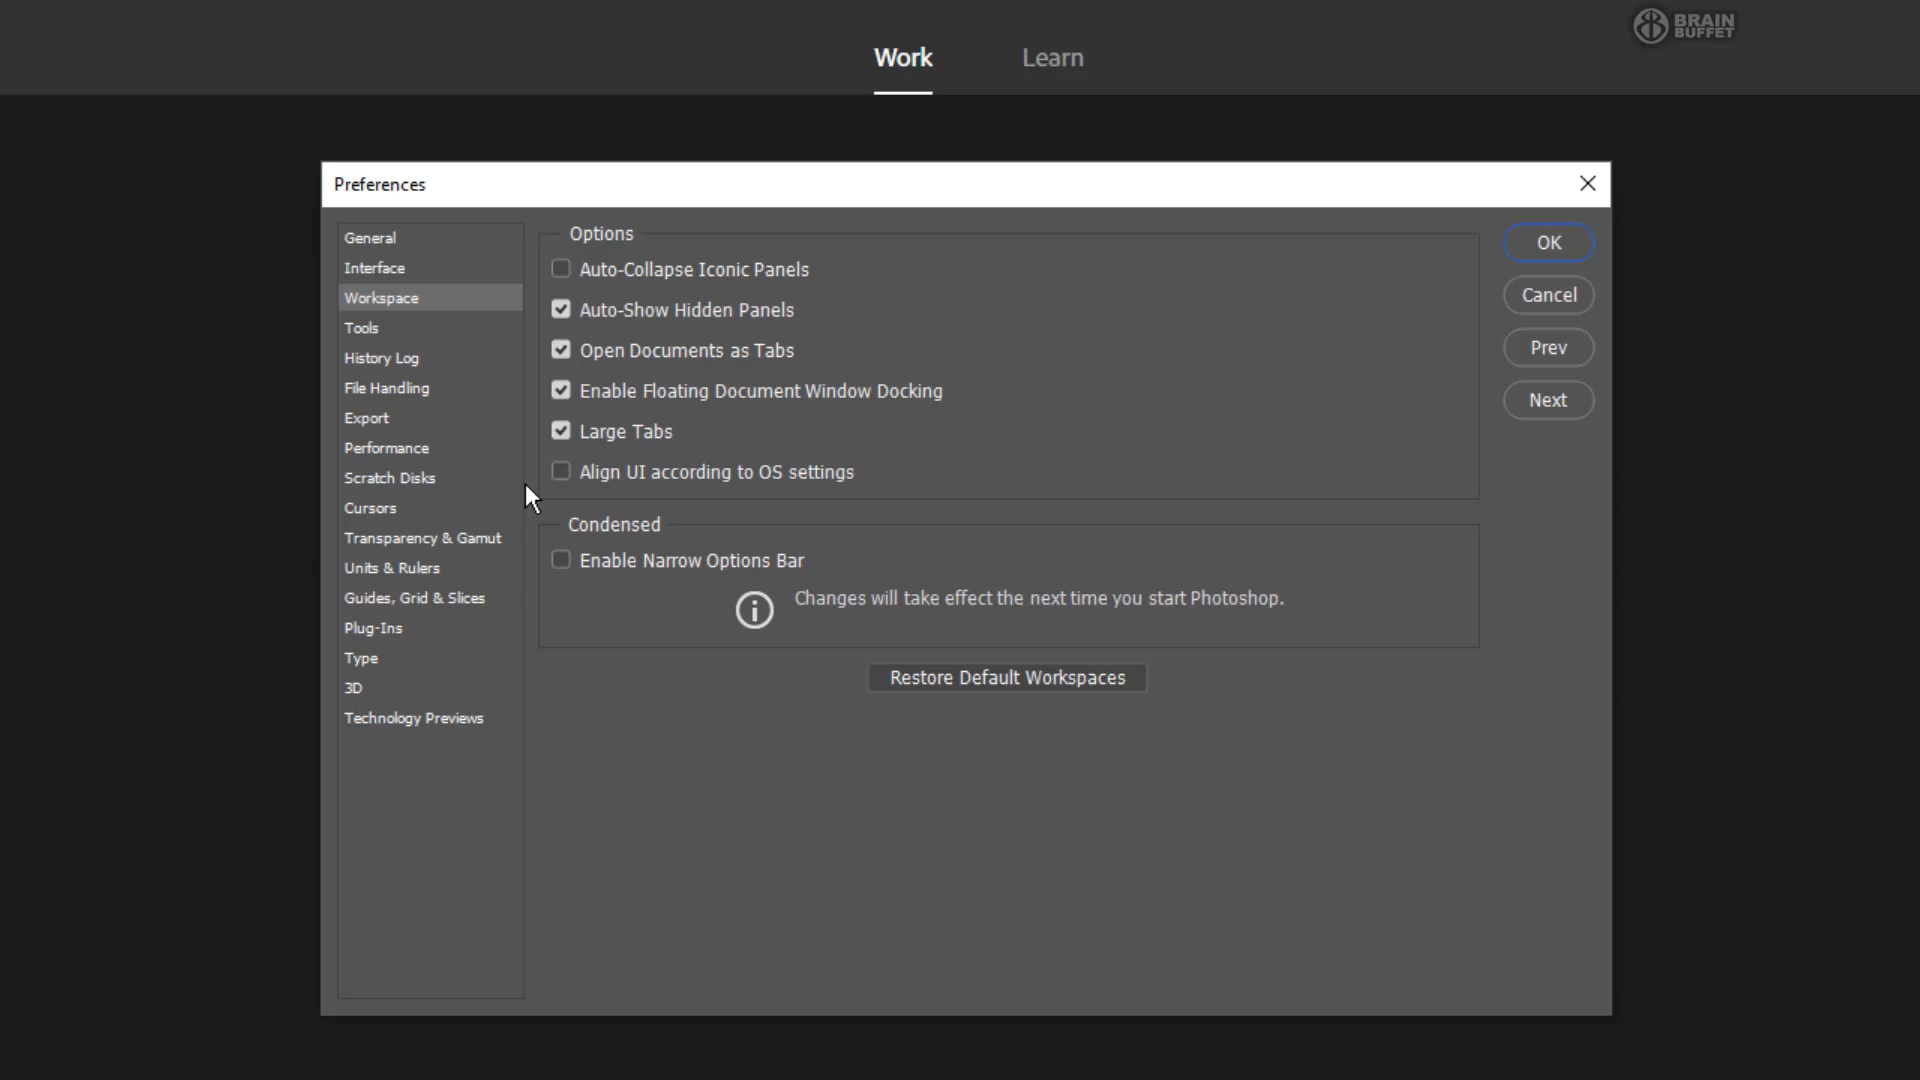 BRAIN
BUFFET
Work
Learn
Preferences
General
Interface
Workspace
Tools
History Log
File Handling
Export
Performance
Scratch Disks
Cursors
Transparency & Gamut
Units & Rulers
Guides, Grid & Slices
Plug-Ins
Type
3D
Technology Previews
Options
Auto-Collapse Iconic Panels
Auto-Show Hidden Panels
Open Documents as Tabs
Enable Floating Document Window Docking
Large Tabs
Align UI according to OS settings
Condensed
Enable Narrow Options Bar
Changes will take effect the next time you start Photoshop.
Restore Default Workspaces
OK
Cancel
Prev
Next